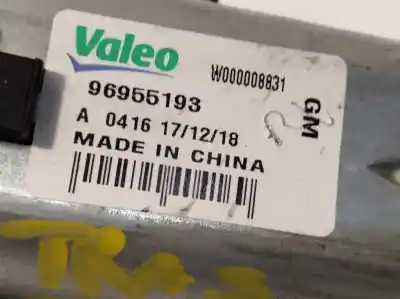 Valeo
W000008831
96955193
GM
A 0416 17/12/18
MADE IN CHINA